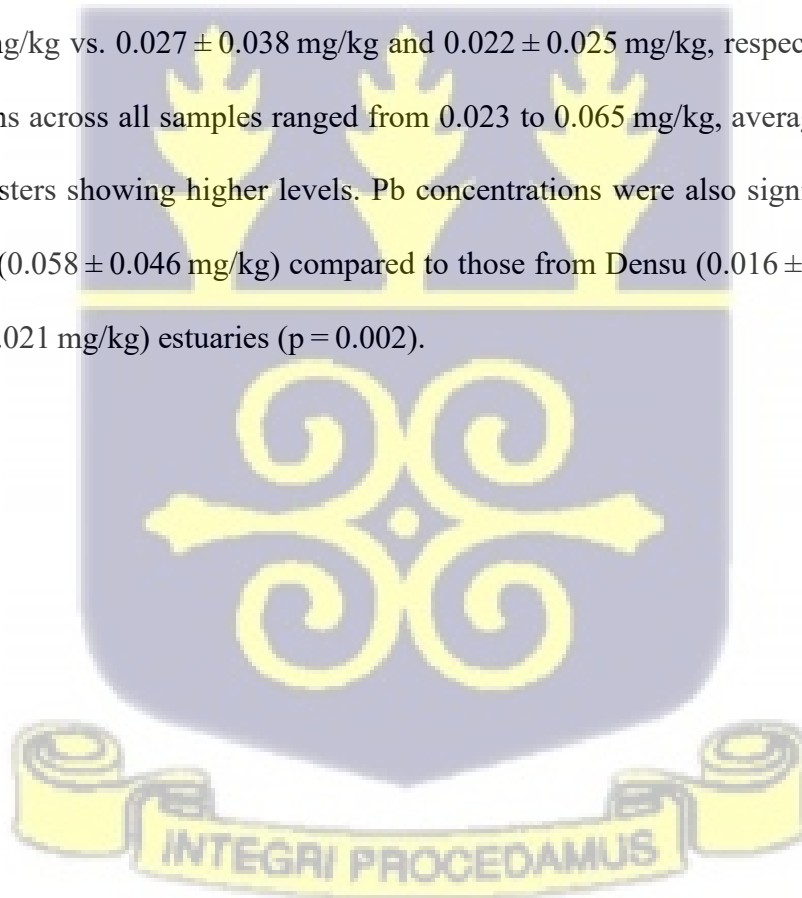 mg/kg vs. 0.027 ± 0.038 mg/kg and 0.022 ± 0.025 mg/kg, respec
ns across all samples ranged from 0.023 to 0.065 mg/kg, averag
sters showing higher levels. Pb concentrations were also signi
(0.058 ± 0.046 mg/kg) compared to those from Densu (0.016 ±
.021 mg/kg) estuaries (p = 0.002).
INTEGRI PROCEDAMUS